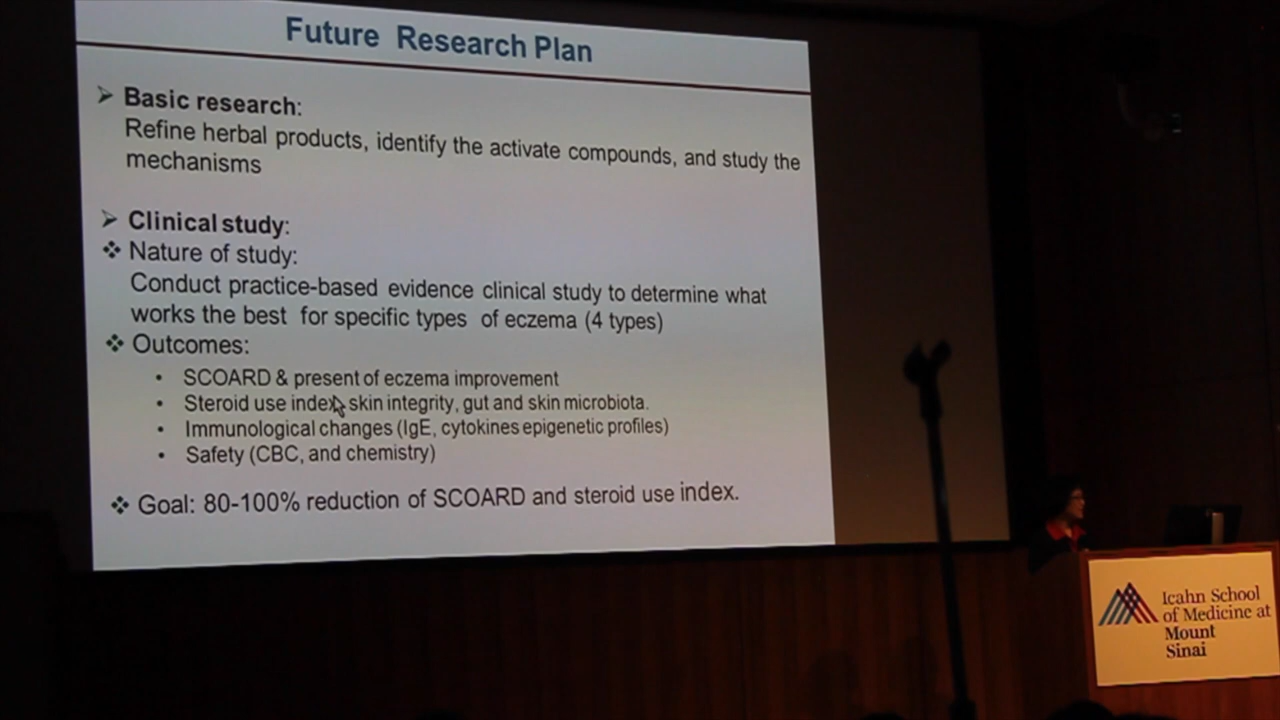 Future Research Plan
➢ Basic research:
Refine herbal products, identify the activate compounds, and study the
mechanisms
➢ Clinical study:
❖ Nature of study:
Conduct practice-based evidence clinical study to determine what
works the best for specific types of eczema (4 types)
❖ Outcomes:
• SCOARD & present of eczema improvement
• Steroid use index, skin integrity, gut and skin microbiota.
• Immunological changes (IgE, cytokines epigenetic profiles)
• Safety (CBC, and chemistry)
❖ Goal: 80-100% reduction of SCOARD and steroid use index.
Icahn School
of Medicine at
Mount
Sinai